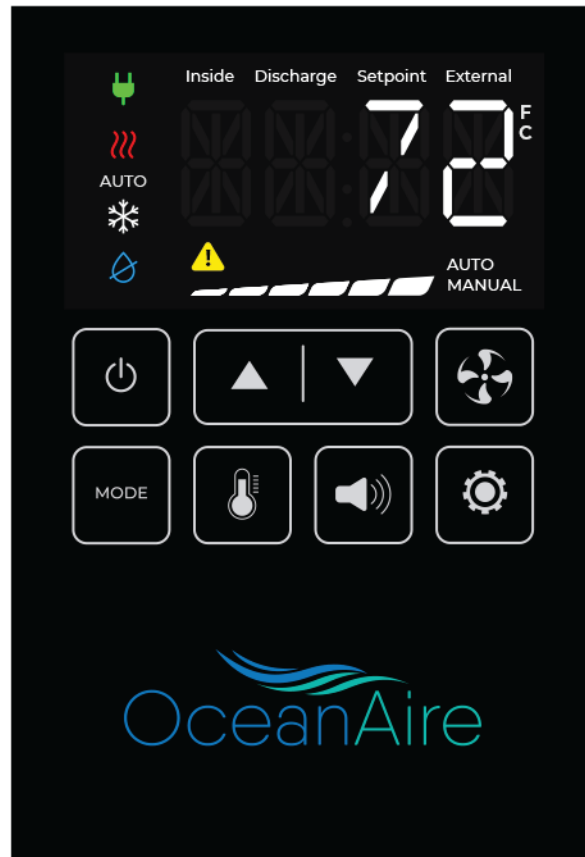 Inside Discharge Setpoint External
72 F
C
AUTO
AUTO
MANUAL
MODE
OceanAire